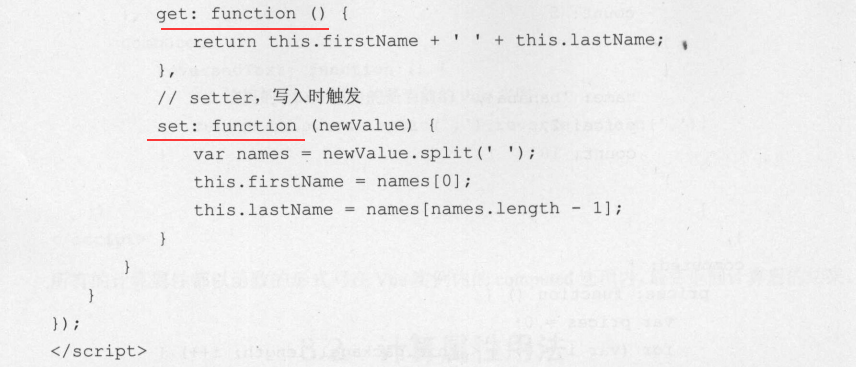 get: function () {
return this.firstName + ' ' + this.lastName;
},
// setter，写入时触发
set: function (newValue) {
var names = newValue.split(' ');
this.firstName = names[0];
this.lastName = names[names.length - 1];
}
}
}
});
</script>